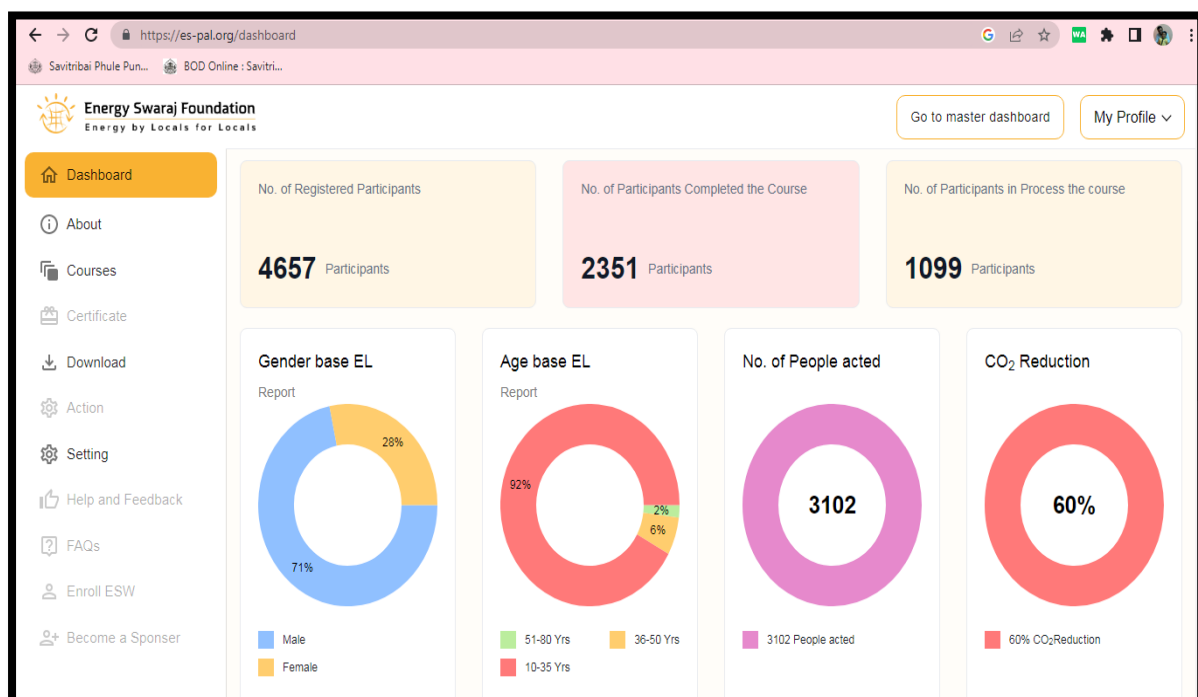 https://es-pal.org/dashboard
G
WA
Savitribai Phule Pun... BOD Online : Savitri...
Energy Swaraj Foundation
Energy by Locals for Locals
Go to master dashboard
My Profile
Dashboard
About
Courses
Certificate
Download
Action
Setting
Help and Feedback
FAQs
Enroll ESW
Become a Sponser
No. of Registered Participants
4657 Participants
No. of Participants Completed the Course
2351 Participants
No. of Participants in Process the course
1099 Participants
Gender base EL
Report
28%
71%
Male
Female
Age base EL
Report
92%
2%
6%
51-80 Yrs
36-50 Yrs
10-35 Yrs
No. of People acted
3102
3102 People acted
CO₂ Reduction
60%
60% CO₂Reduction